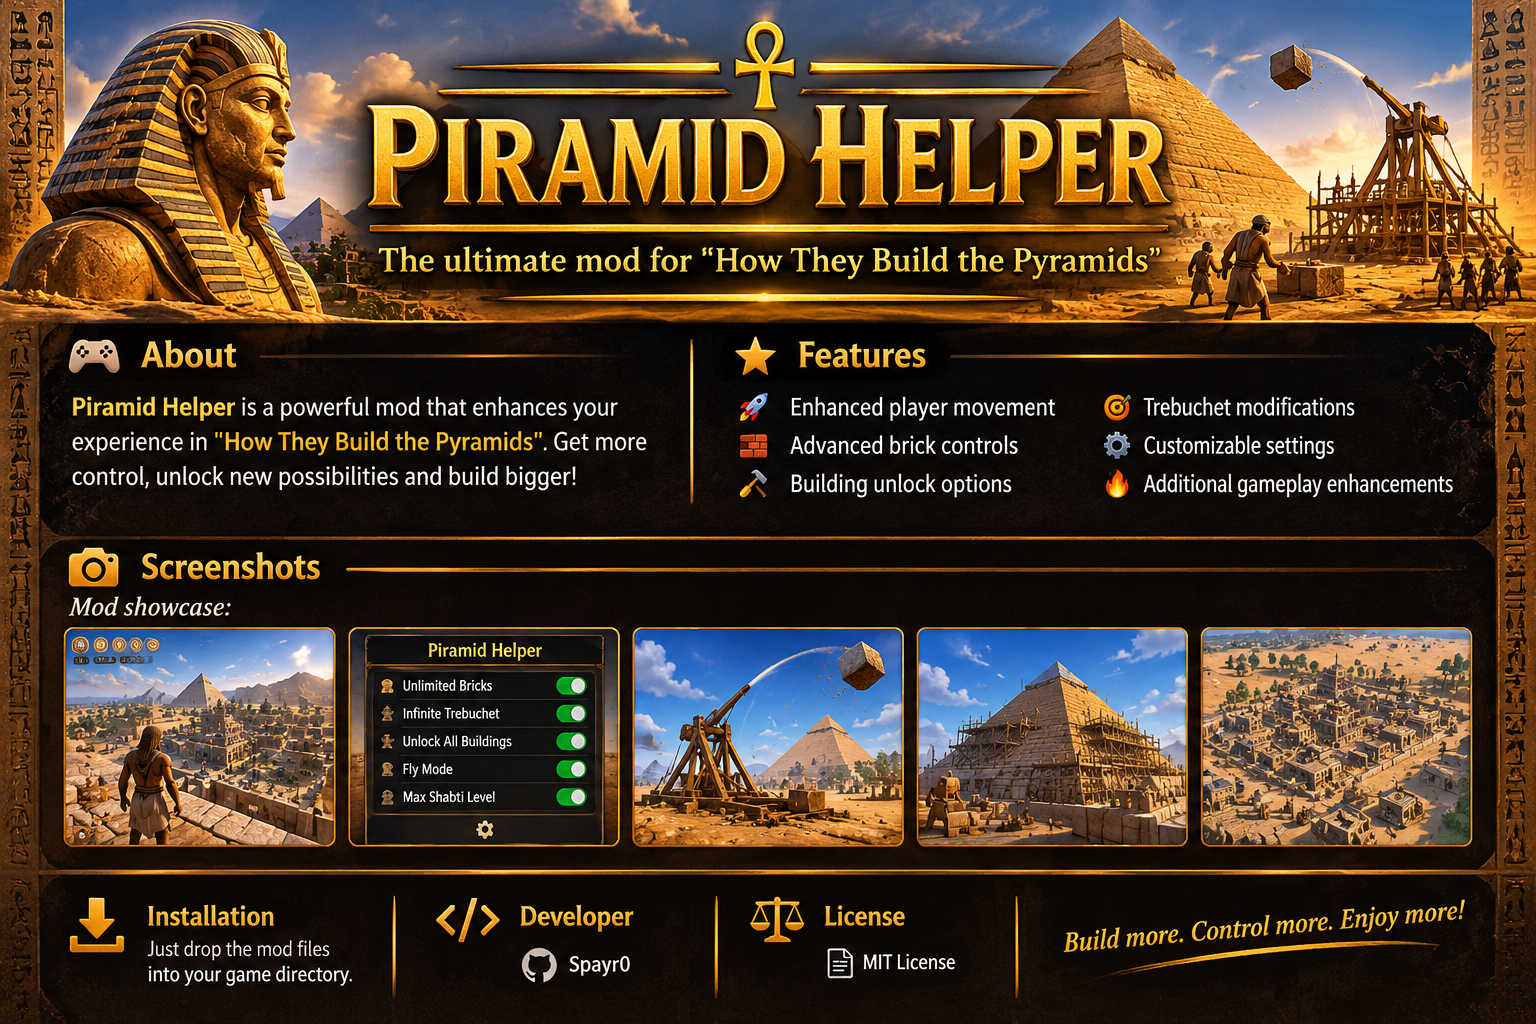 PIRAMID HELPER
The ultimate mod for “How They Build the Pyramids”
About
Piramid Helper is a powerful mod that enhances your
experience in "How They Build the Pyramids". Get more
control, unlock new possibilities and build bigger!
Features
Enhanced player movement
Advanced brick controls
Building unlock options
Trebuchet modifications
Customizable settings
Additional gameplay enhancements
Screenshots
Mod showcase:
Piramid Helper
Unlimited Bricks
Infinite Trebuchet
Unlock All Buildings
Fly Mode
Max Shabti Level
Installation
Just drop the mod files
into your game directory.
</> Developer
Spayr0
License
MIT License
Build more. Control more. Enjoy more!